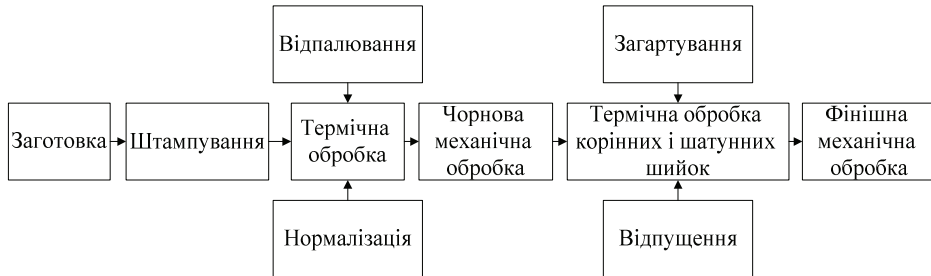 Відпалювання
Загартування
Заготовка
Штампування
Термічна
обробка
Чорнова
механічна
обробка
Термічна обробка
корінних і шатунних
шийок
Фінішна
механічна
обробка
Нормалізація
Відпущення